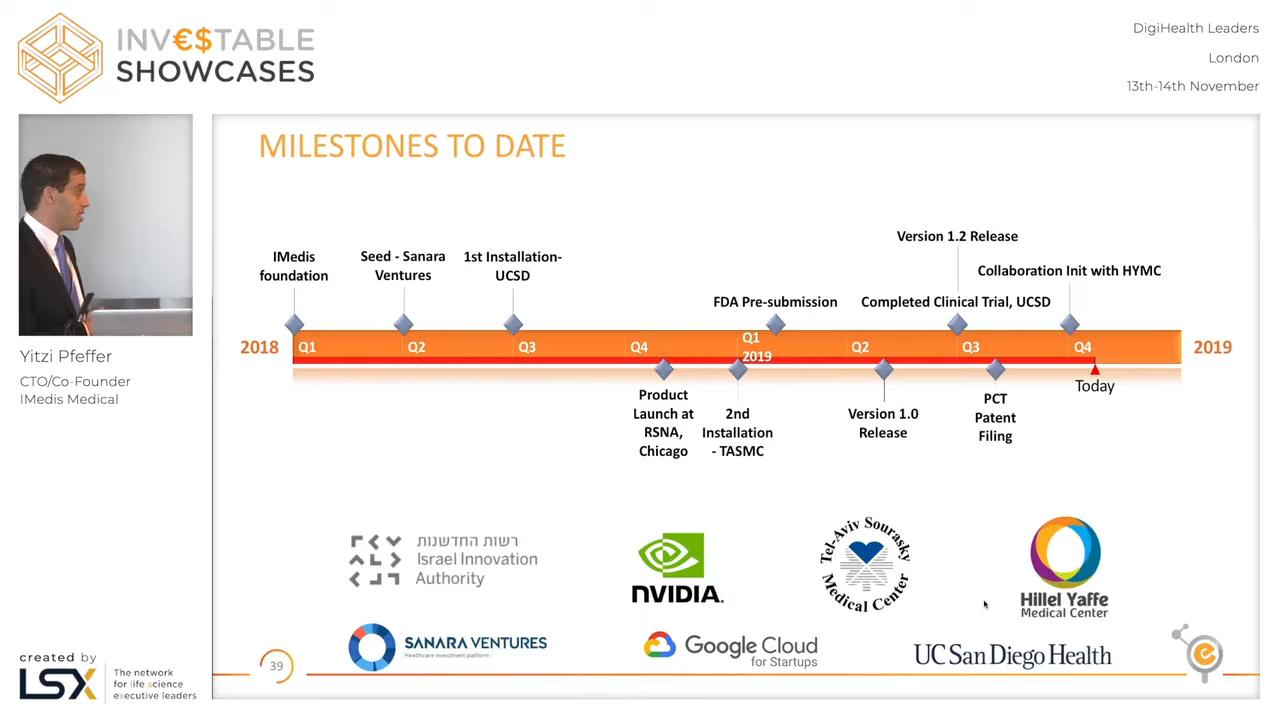 INV€$TABLE
SHOWCASES
DigiHealth Leaders
London
13th-14th November
Yitzi Pfeffer
CTO/Co-Founder
IMedis Medical
created by
LSX
The network
for life science
executive leaders
MILESTONES TO DATE
Version 1.2 Release
IMedis
foundation
Seed - Sanara
Ventures
1st Installation-
UCSD
Collaboration Init with HYMC
FDA Pre-submission
Completed Clinical Trial, UCSD
2018
Q1
Q2
Q3
Q4
Q1
2019
Q2
Q3
Q4
2019
Today
Product
Launch at
RSNA,
Chicago
2nd
Installation
- TASMC
Version 1.0
Release
PCT
Patent
Filing
רשות החדשנות
Israel Innovation
Authority
NVIDIA.
Tel-Aviv Sourasky
Medical Center
Hillel Yaffe
Medical Center
SANARA VENTURES
Healthcare investment platform
Google Cloud
for Startups
UC San Diego Health
39
e